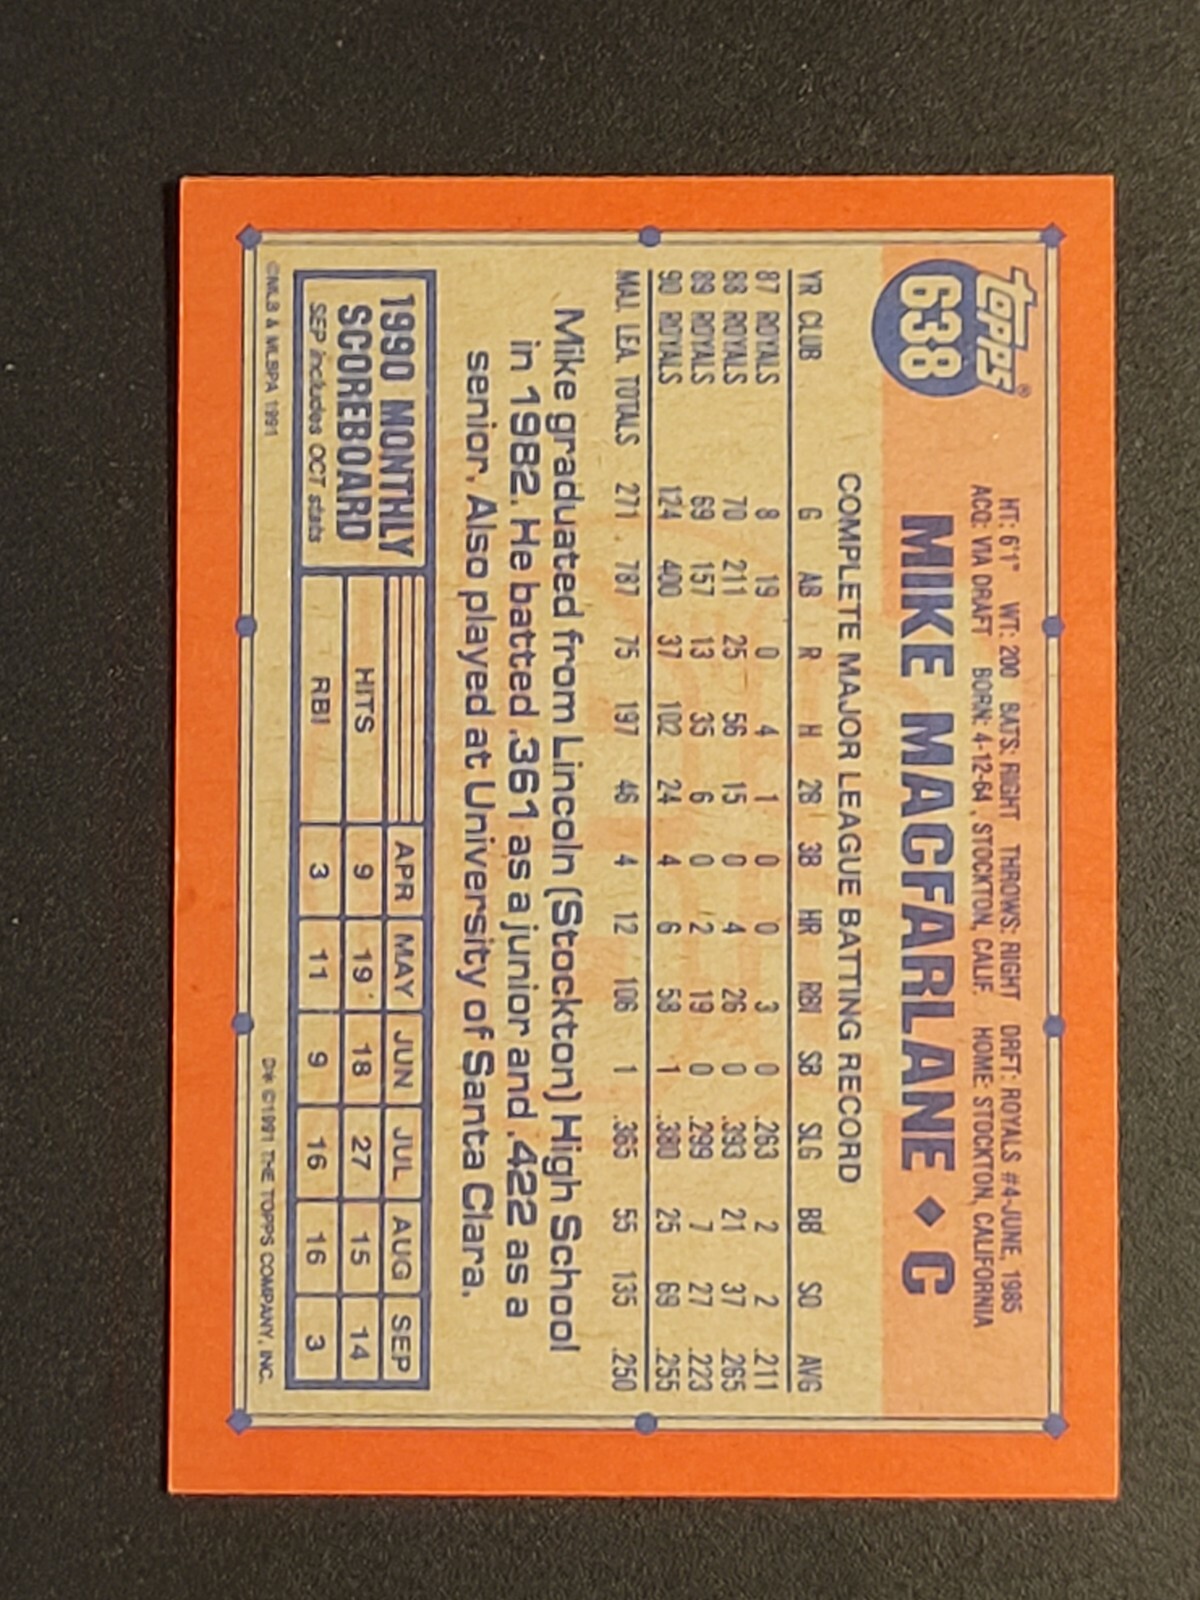 topps®
638
HT: 6'1" WT: 200 BATS: RIGHT THROWS: RIGHT DRFT: ROYALS #4-JUNE, 1985
ACQ: VIA DRAFT BORN: 4-12-64, STOCKTON, CALIF. HOME: STOCKTON, CALIFORNIA
MIKE MACFARLANE ♦ C
COMPLETE MAJOR LEAGUE BATTING RECORD
YR CLUB G AB R H 2B 3B HR RBI SB SLG BB SO AVG
87 ROYALS 8 19 0 4 1 0 0 3 0 .263 2 2 .211
88 ROYALS 70 211 25 56 15 0 4 26 0 .393 21 37 .265
89 ROYALS 69 157 13 35 6 0 2 19 0 .299 7 27 .223
90 ROYALS 124 400 37 102 24 4 6 58 1 .380 25 69 .255
MAJ. LEA. TOTALS 271 787 75 197 46 4 12 106 1 .365 55 135 .250
Mike graduated from Lincoln (Stockton) High School
in 1982. He batted .361 as a junior and .422 as a
senior. Also played at University of Santa Clara.
1990 MONTHLY
SCOREBOARD
SEP includes OCT stats
APR MAY JUN JUL AUG SEP
HITS 9 19 18 27 15 14
RBI 3 11 9 16 16 3
©MLB & MLBPA 1991
D* ©1991 THE TOPPS COMPANY, INC.